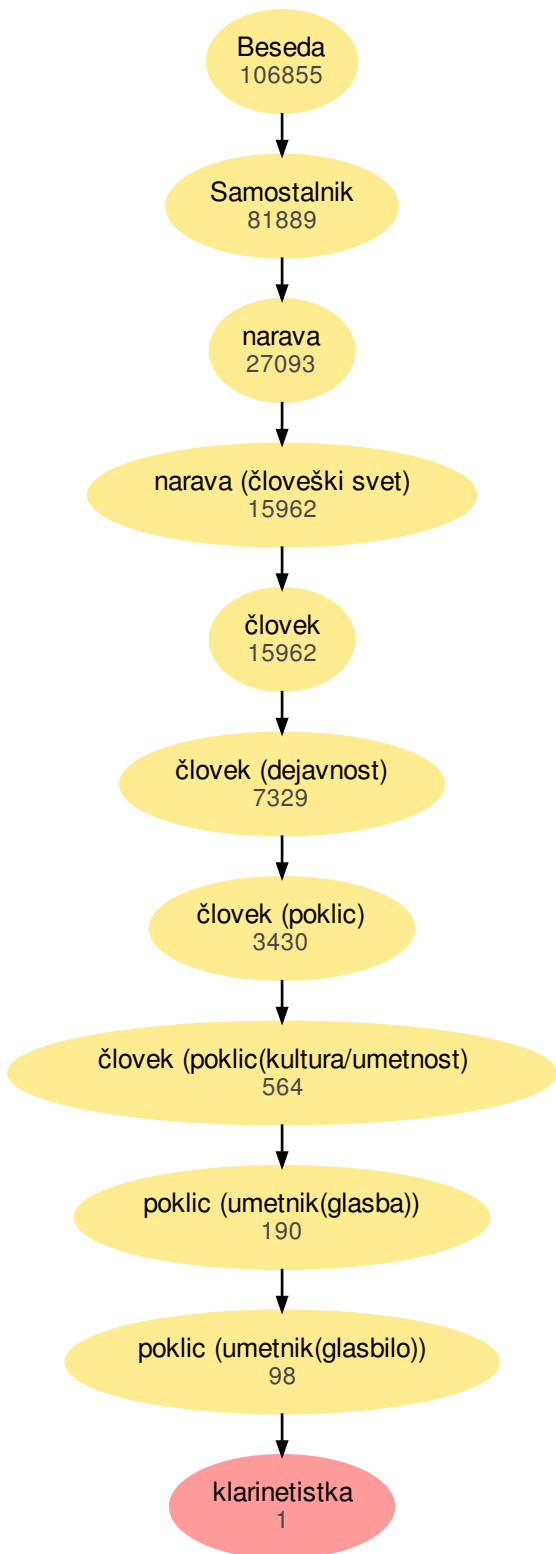 Beseda
106855
Samostalnik
81889
narava
27093
narava (človeški svet)
15962
človek
15962
človek (dejavnost)
7329
človek (poklic)
3430
človek (poklic(kultura/umetnost)
564
poklic (umetnik(glasba))
190
poklic (umetnik(glasbilo))
98
klarinetistka
1